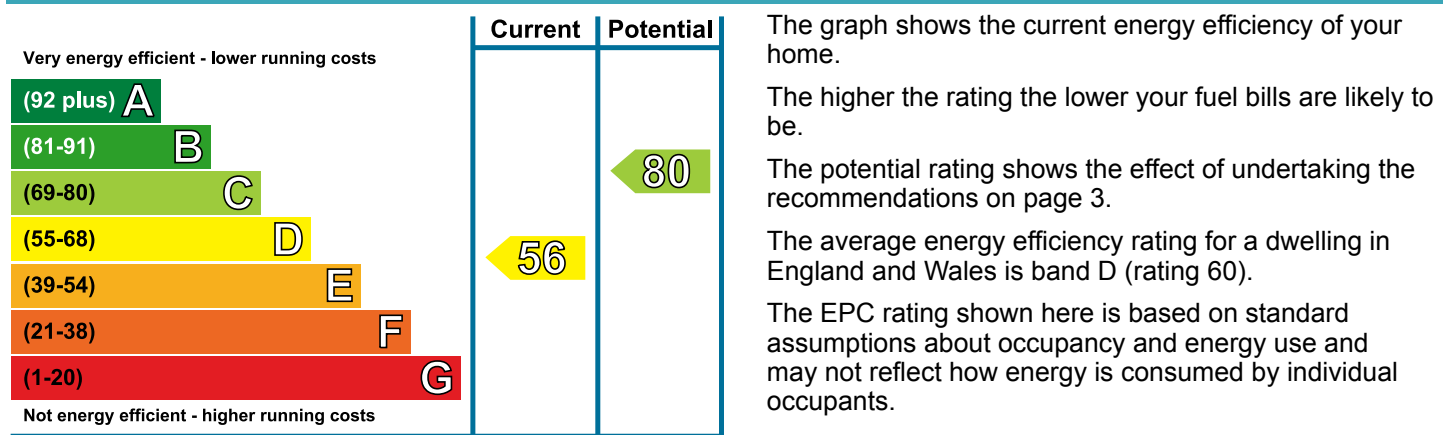 Current Potential
Very energy efficient - lower running costs
(92 plus) A
(81-91) B
(69-80) C
(55-68) D
(39-54) E
(21-38) F
(1-20) G
Not energy efficient - higher running costs
56
80
The graph shows the current energy efficiency of your
home.
The higher the rating the lower your fuel bills are likely to
be.
The potential rating shows the effect of undertaking the
recommendations on page 3.
The average energy efficiency rating for a dwelling in
England and Wales is band D (rating 60).
The EPC rating shown here is based on standard
assumptions about occupancy and energy use and
may not reflect how energy is consumed by individual
occupants.